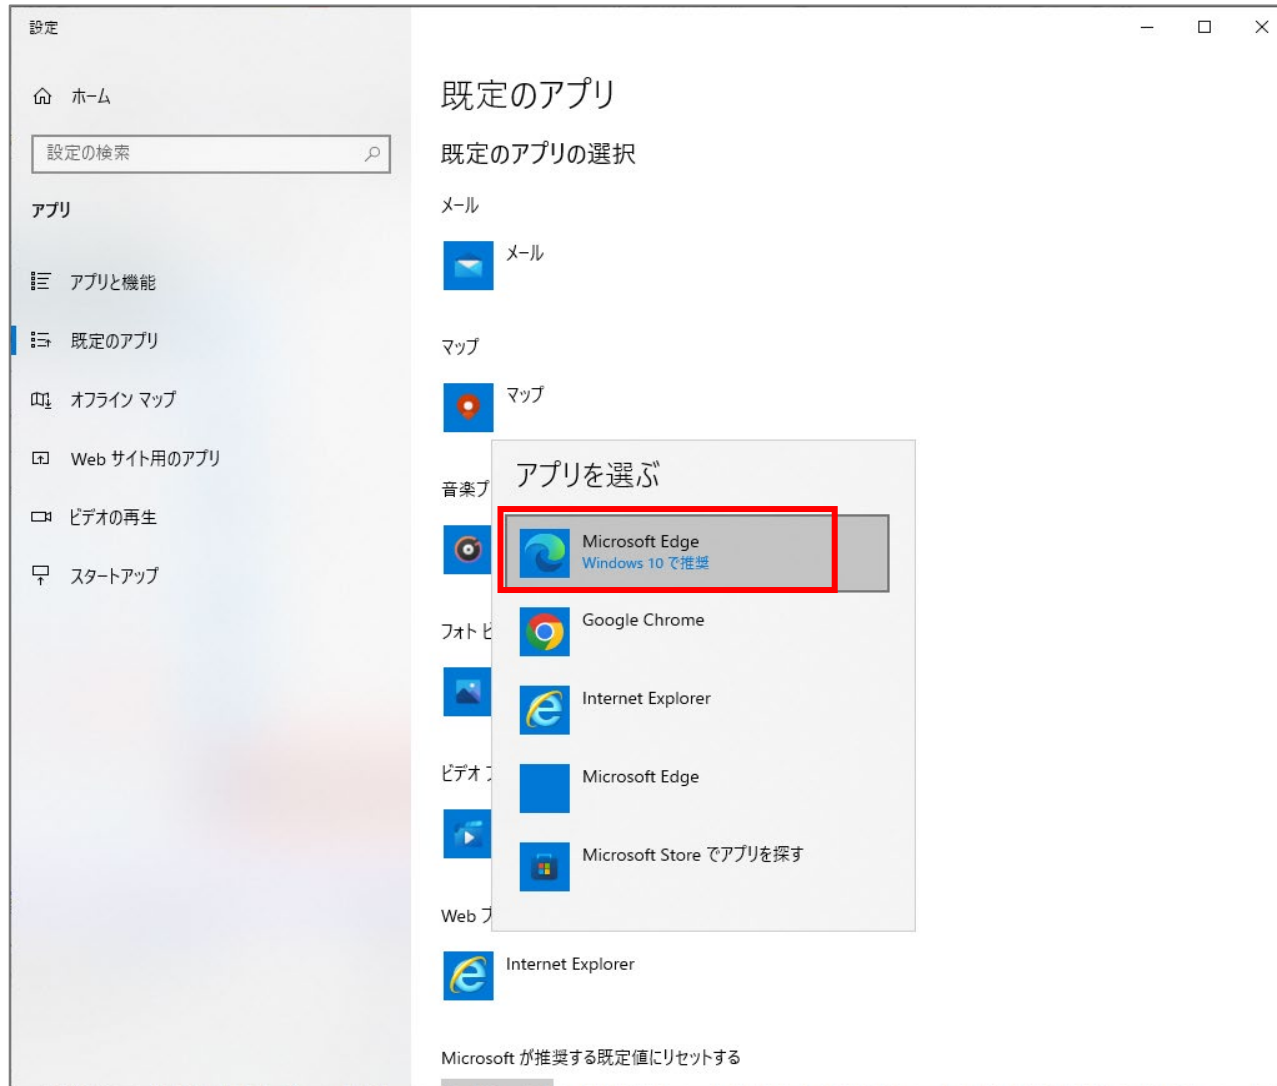 設定
ホーム
設定の検索
アプリ
アプリと機能
既定のアプリ
オフライン マップ
Web サイト用のアプリ
ビデオの再生
スタートアップ
既定のアプリ
既定のアプリの選択
メール
メール
マップ
マップ
音楽プ
アプリを選ぶ
Microsoft Edge
Windows 10 で推奨
Google Chrome
フォト ビ
Internet Explorer
ビデオ プ
Microsoft Edge
Microsoft Store でアプリを探す
Web ブ
Internet Explorer
Microsoft が推奨する既定値にリセットする